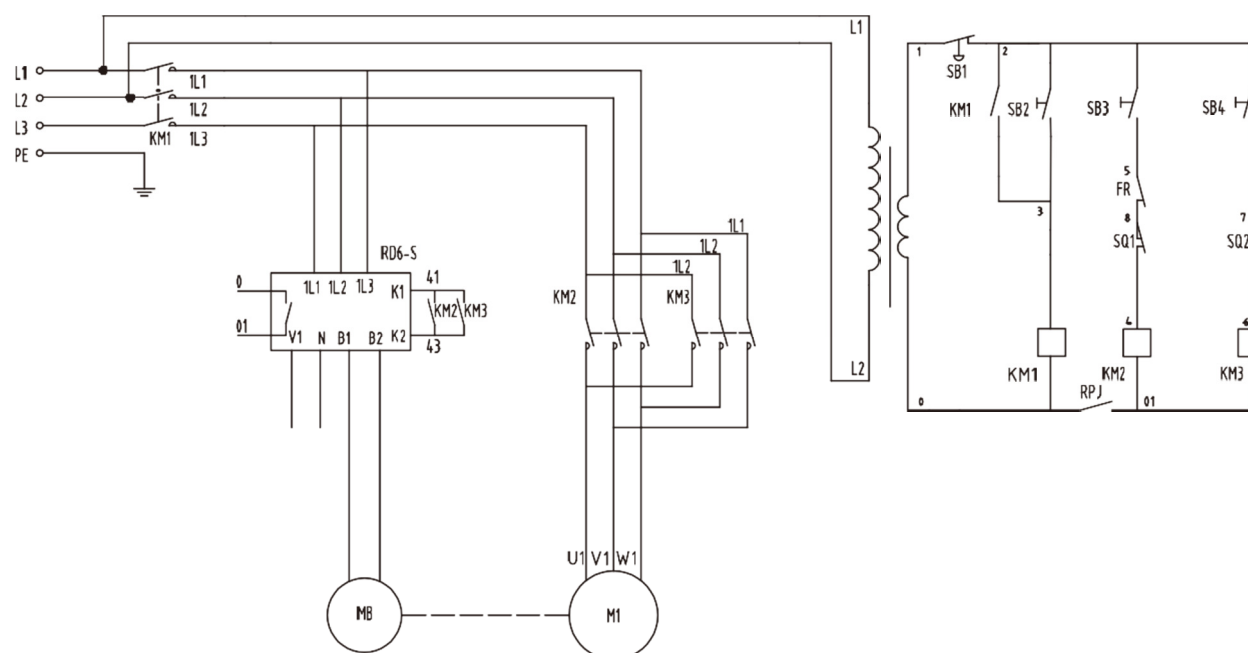 L1
L2
L3
PE
KM1
1L1
1L2
1L3
L1
L2
1
SB1
2
KM1
SB2
SB3
SB4
3
5
FR
8
SQ1
7
SQ2
4
KM1
KM2
KM3
RPJ
0
01
RD6-S
0
01
1L1 1L2 1L3
K1
K2
V1 N B1 B2
41
43
KM2 KM3
KM2
KM3
1L1
1L2
1L2
U1 V1 W1
MB
M1